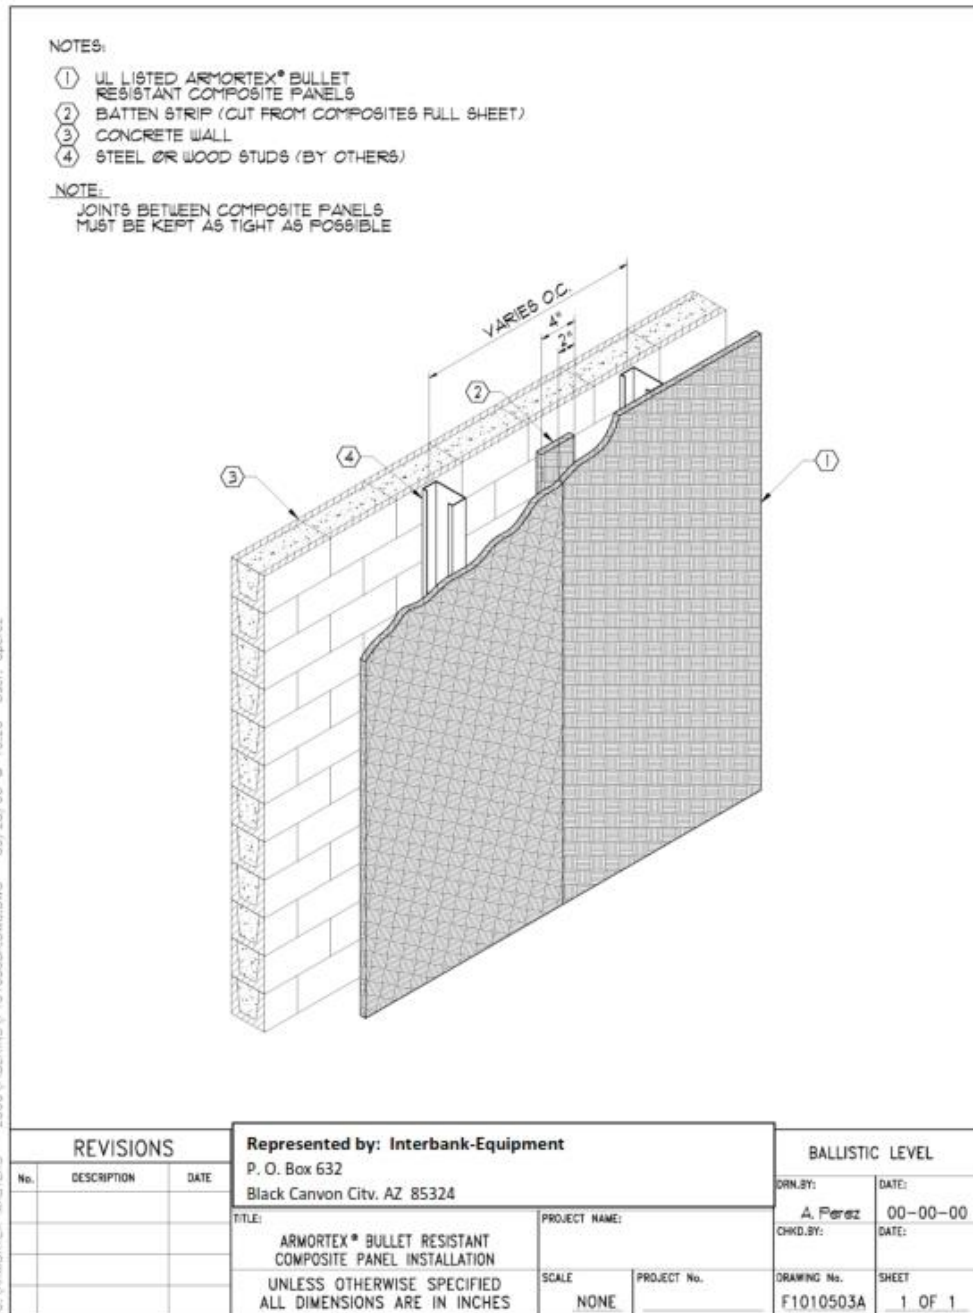 NOTES:
1 UL LISTED ARMORTEX® BULLET
RESISTANT COMPOSITE PANELS
2 BATTEN STRIP (CUT FROM COMPOSITES FULL SHEET)
3 CONCRETE WALL
4 STEEL OR WOOD STUDS (BY OTHERS)
NOTE:
JOINTS BETWEEN COMPOSITE PANELS
MUST BE KEPT AS TIGHT AS POSSIBLE
VARIES O.C.
4"
2"
2
4
3
1
REVISIONS
No. DESCRIPTION DATE
Represented by: Interbank-Equipment
P. O. Box 632
Black Canyon City, AZ 85324
TITLE:
ARMORTEX® BULLET RESISTANT
COMPOSITE PANEL INSTALLATION
UNLESS OTHERWISE SPECIFIED
ALL DIMENSIONS ARE IN INCHES
PROJECT NAME:
SCALE
NONE
PROJECT No.
BALLISTIC LEVEL
DRN.BY: DATE:
A. Perez 00-00-00
CHKD.BY: DATE:
DRAWING No. SHEET
F1010503A 1 OF 1